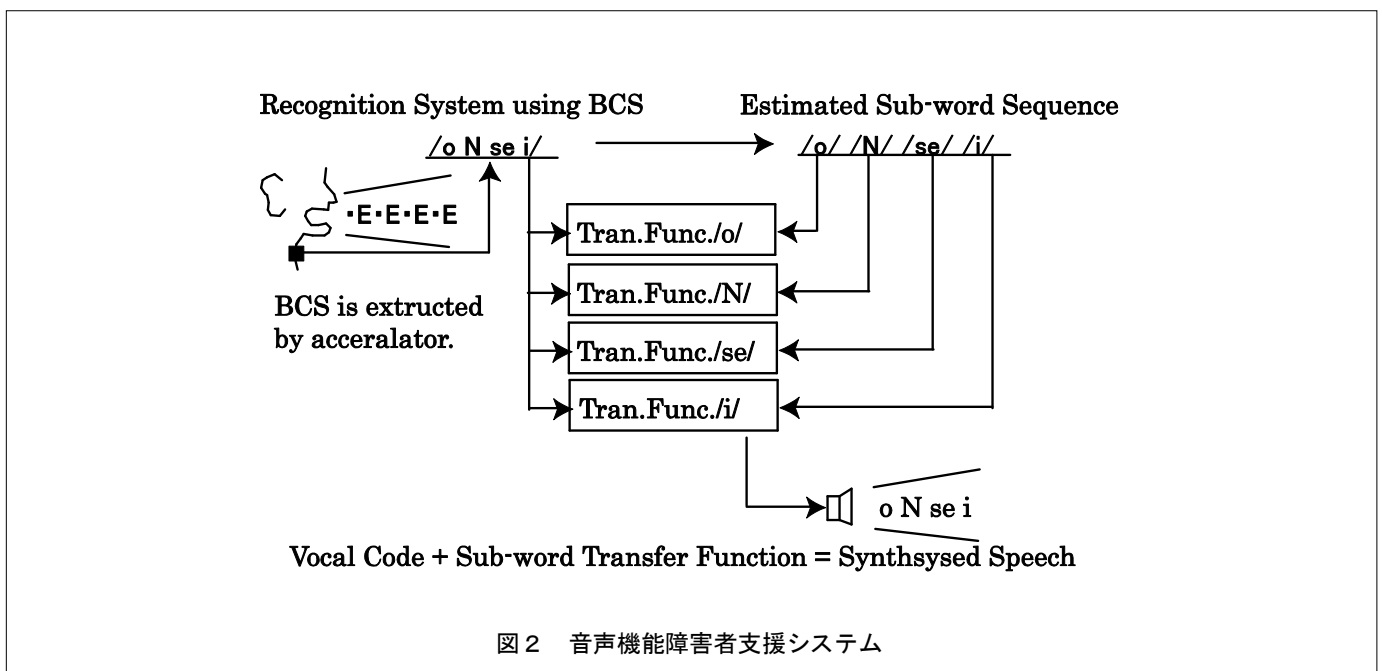 Recognition System using BCS
Estimated Sub-word Sequence
/o N se i/
/o/ /N/ /se/ /i/
･E･E･E･E
Tran.Func./o/
Tran.Func./N/
Tran.Func./se/
Tran.Func./i/
BCS is extructed
by acceralator.
o N se i
Vocal Code + Sub-word Transfer Function = Synthsysed Speech
図２　音声機能障害者支援システム